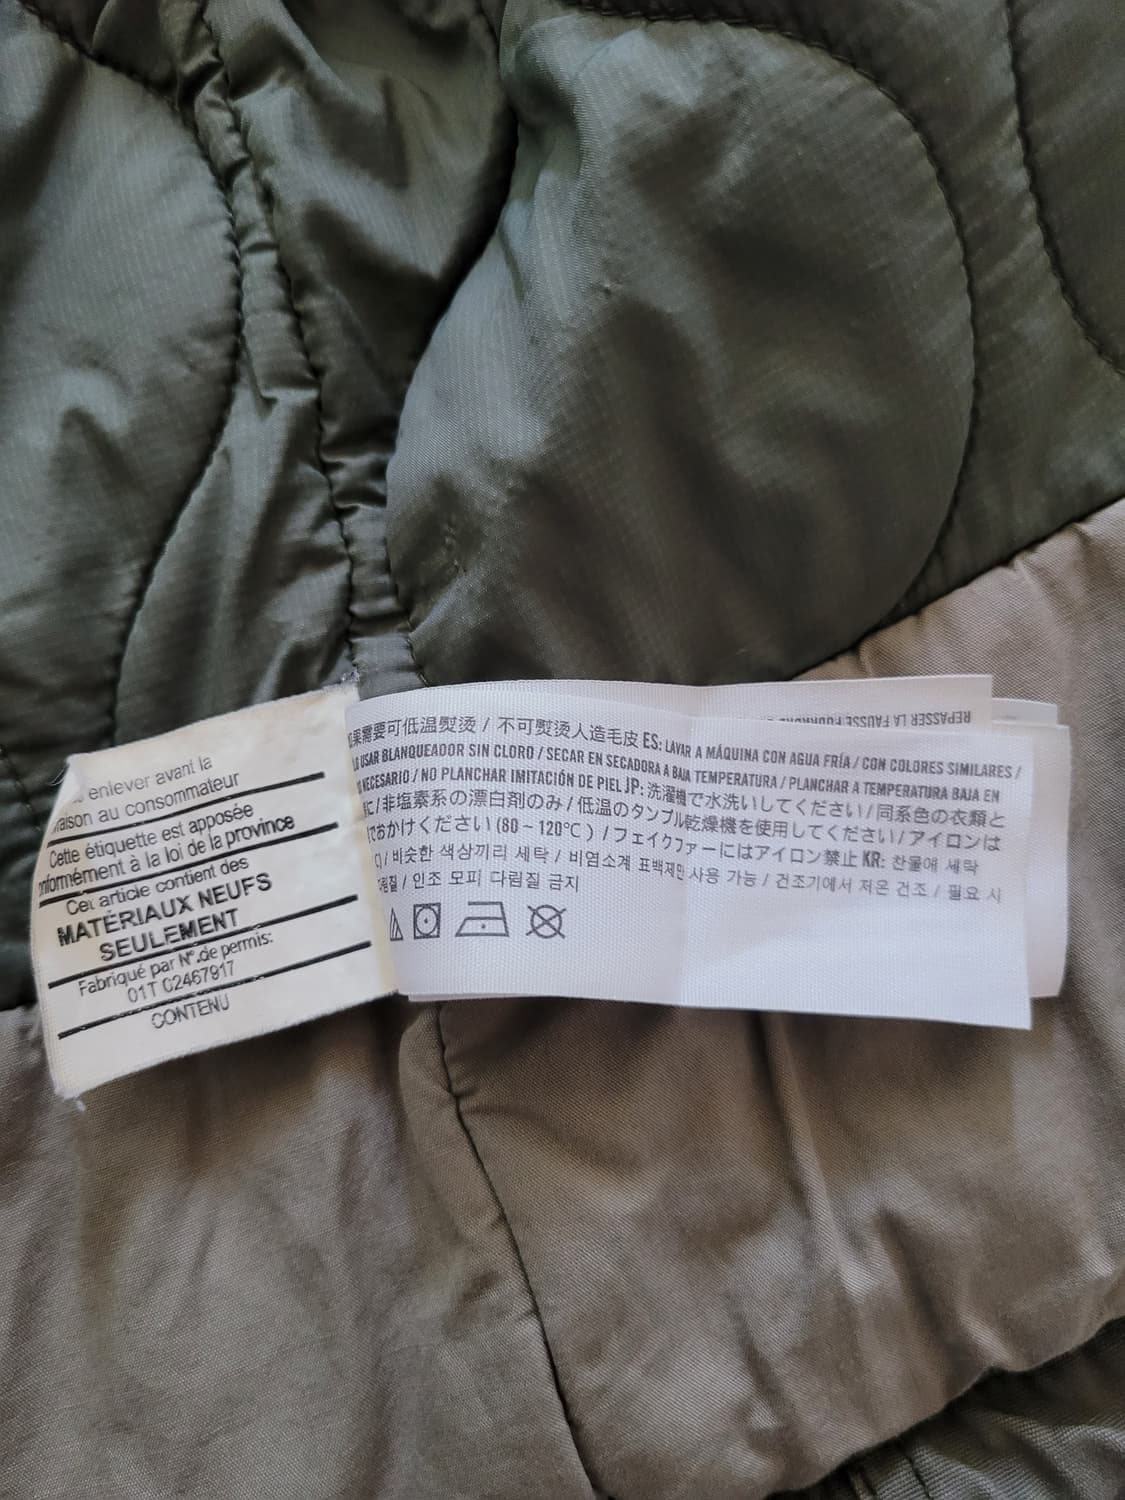 enlever avant la
raison au consommateur
Cette étiquette est apposée
conformément à la loi de la province
Cet article contient des
MATÉRIAUX NEUFS
SEULEMENT
Fabriqué par Nº.de permis:
01T 02467917
CONTENU
果需要可低温熨烫 / 不可熨烫人造毛皮 ES: LAVAR A MÁQUINA CON AGUA FRÍA / CON COLORES SIMILARES /
USAR BLANQUEADOR SIN CLORO / SECAR EN SECADORA A BAJA TEMPERATURA / PLANCHAR A TEMPERATURA BAJA EN
NECESARIO / NO PLANCHAR IMITACIÓN DE PIEL JP: 洗濯機で水洗いしてください / 同系色の衣類と
に / 非塩素系の漂白剤のみ / 低温のタンブル乾燥機を使用してください / アイロンは
でおかけください (80 ~ 120°C ) / フェイクファーにはアイロン禁止 KR: 찬물에 세탁
/ 비슷한 색상끼리 세탁 / 비염소계 표백제만 사용 가능 / 건조기에서 저온 건조 / 필요 시
다림질 / 인조 모피 다림질 금지
REPASSER LA FAUSSE FOURRURE